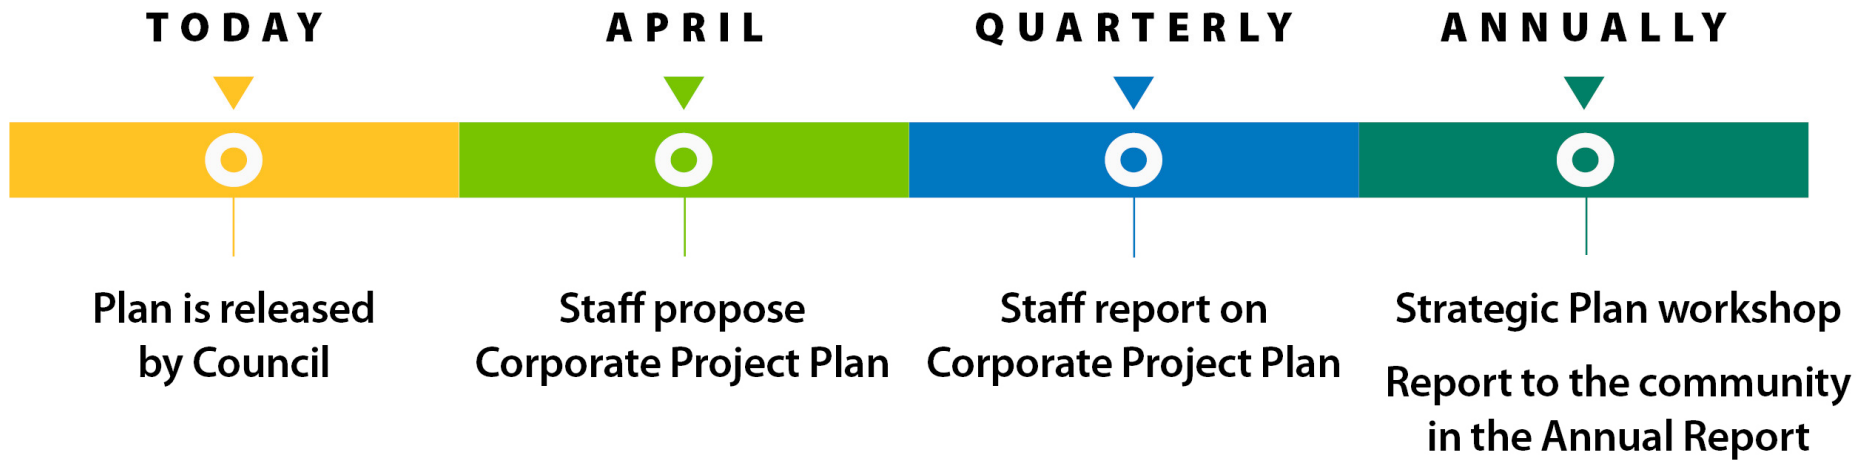 TODAY
Plan is released
by Council
APRIL
Staff propose
Corporate Project Plan
QUARTERLY
Staff report on
Corporate Project Plan
ANNUALLY
Strategic Plan workshop
Report to the community
in the Annual Report